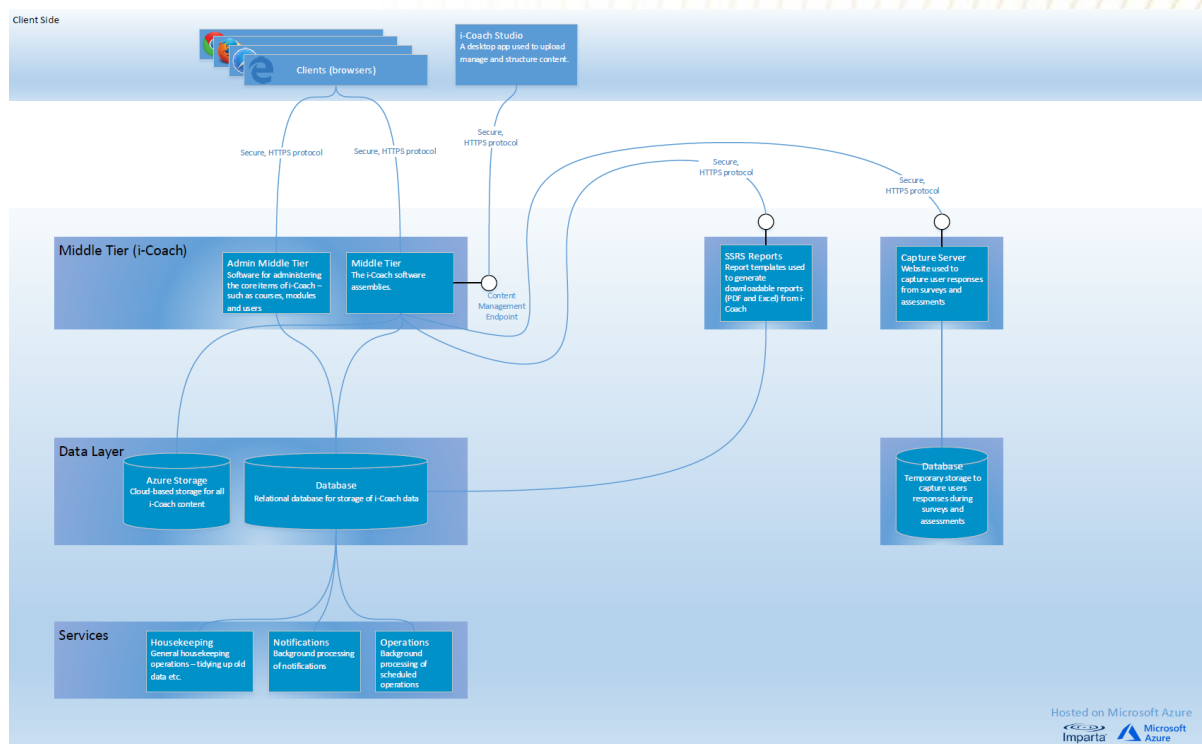 Client Side
Clients (browsers)
i-Coach Studio
A desktop app used to upload
manage and structure content.
Secure, HTTPS protocol
Secure, HTTPS protocol
Secure,
HTTPS protocol
Secure,
HTTPS protocol
Secure,
HTTPS protocol
Middle Tier (i-Coach)
Admin Middle Tier
Software for administering
the core items of i-Coach –
such as courses, modules
and users
Middle Tier
The i-Coach software
assemblies.
Content
Management
Endpoint
SSRS Reports
Report templates used
to generate
downloadable reports
(PDF and Excel) from i-
Coach
Capture Server
Website used to
capture user responses
from surveys and
assessments
Data Layer
Azure Storage
Cloud-based storage for all
i-Coach content
Database
Relational database for storage of i-Coach data
Database
Temporary storage to
capture users
responses during
surveys and
assessments
Services
Housekeeping
General housekeeping
operations – tidying up old
data etc.
Notifications
Background processing
of notifications
Operations
Background
processing of
scheduled
operations
Hosted on Microsoft Azure
Imparta
Microsoft
Azure